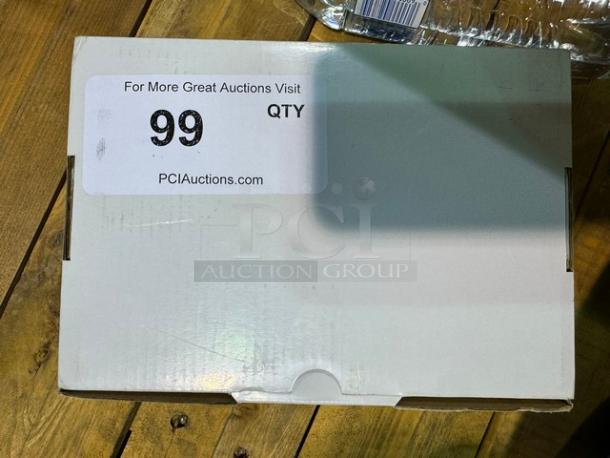 For More Great Auctions Visit
99
QTY
PCIAuctions.com
PCi
AUCTION GROUP